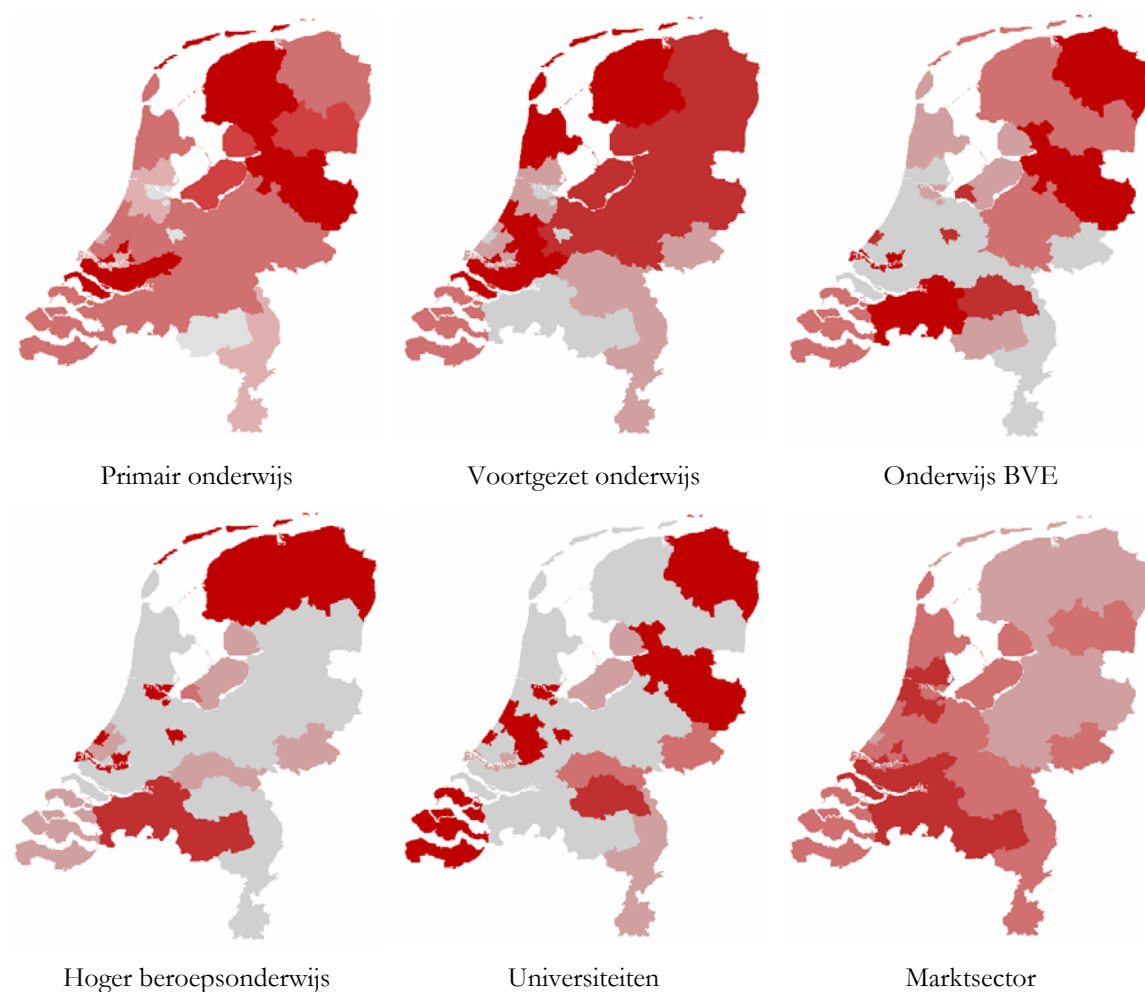 Primair onderwijs
Voortgezet onderwijs
Onderwijs BVE
Hoger beroepsonderwijs
Universiteiten
Marktsector